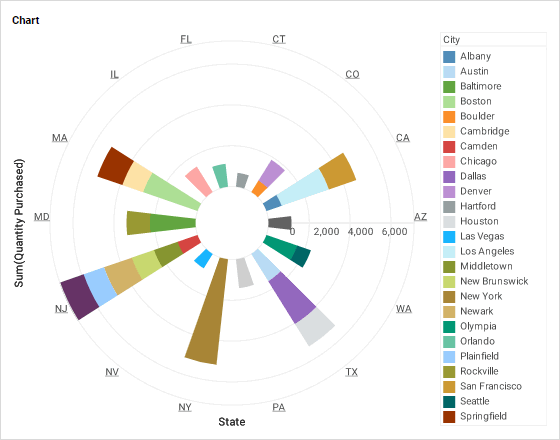 Chart
FL
CT
IL
CO
MA
CA
MD
AZ
0
2,000
4,000
6,000
NJ
WA
NV
TX
NY
PA
Sum(Quantity Purchased)
State
City
Albany
Austin
Baltimore
Boston
Boulder
Cambridge
Camden
Chicago
Dallas
Denver
Hartford
Houston
Las Vegas
Los Angeles
Middletown
New Brunswick
New York
Newark
Olympia
Orlando
Plainfield
Rockville
San Francisco
Seattle
Springfield